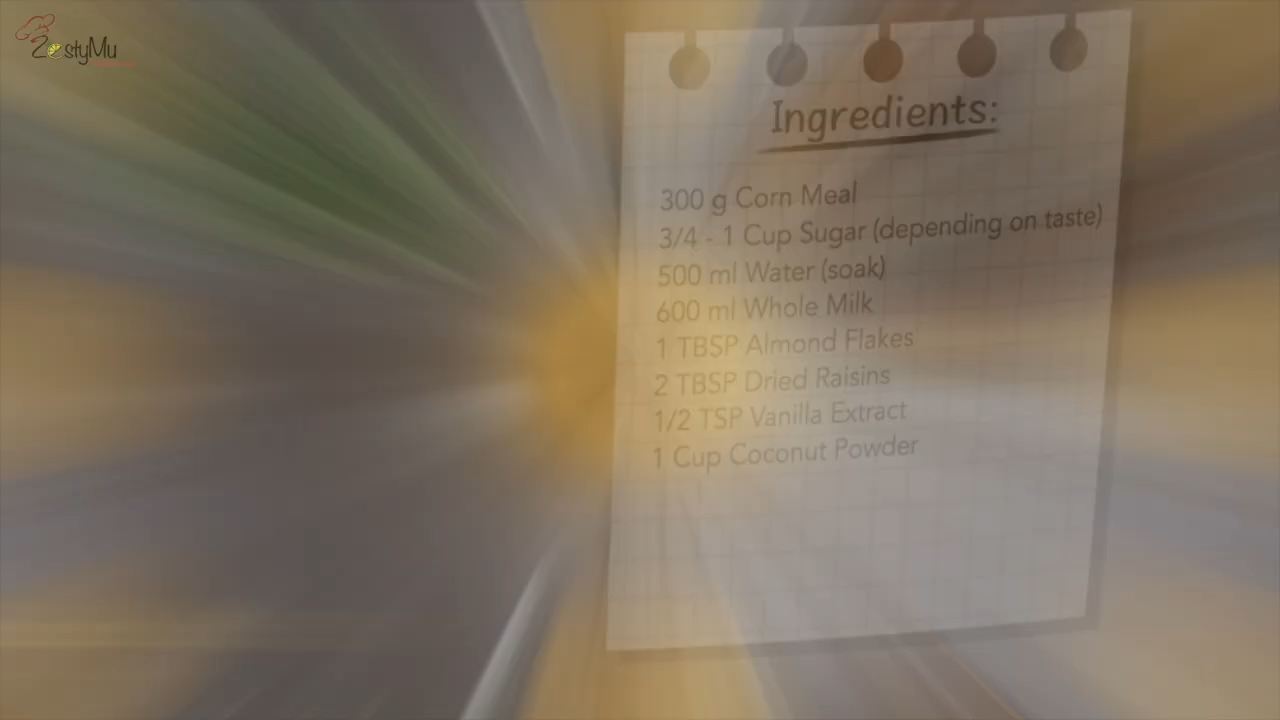 ZestyMu
Ingredients:
300 g Corn Meal
3/4 - 1 Cup Sugar (depending on taste)
500 ml Water (soak)
600 ml Whole Milk
1 TBSP Almond Flakes
2 TBSP Dried Raisins
1/2 TSP Vanilla Extract
1 Cup Coconut Powder